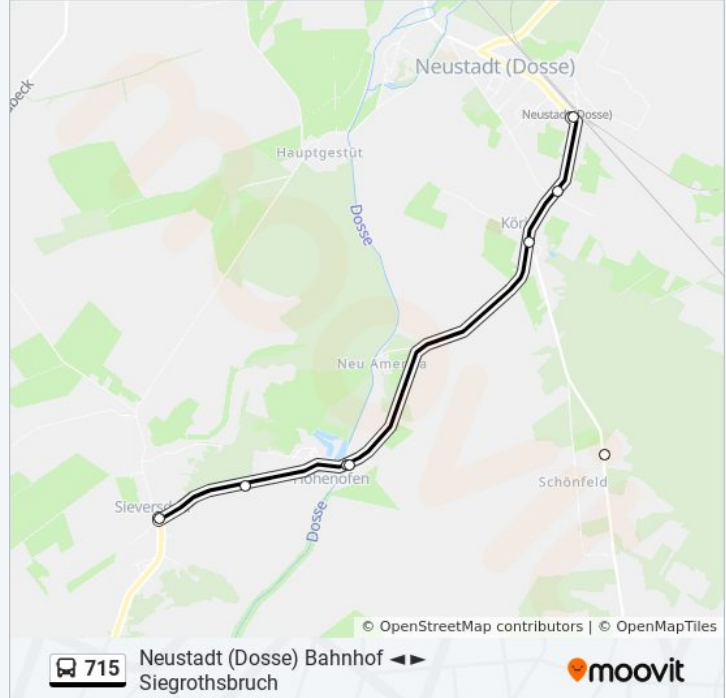 Neustadt (Dosse)
Neustadt (Dosse)
Hauptgestüt
Dosse
Neu Amerika
Hohenofen
Dosse
Schönfeld
© OpenStreetMap contributors | © OpenMapTiles
715
Neustadt (Dosse) Bahnhof ◄ ►
Siegrothsbruch
moovit